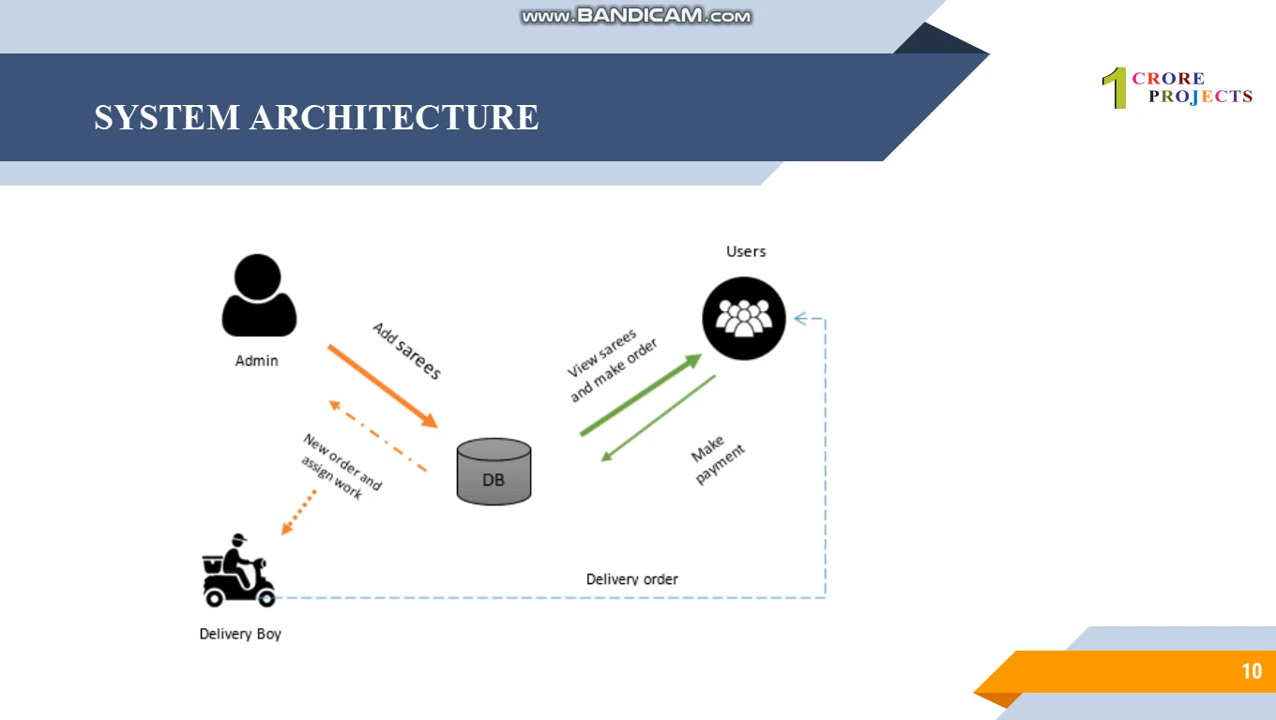 www.BANDICAM.com
1 CRORE
PROJECTS
SYSTEM ARCHITECTURE
Users
Admin
Add sarees
View sarees
and make order
New order and
assign work
DB
Make
payment
Delivery order
Delivery Boy
10